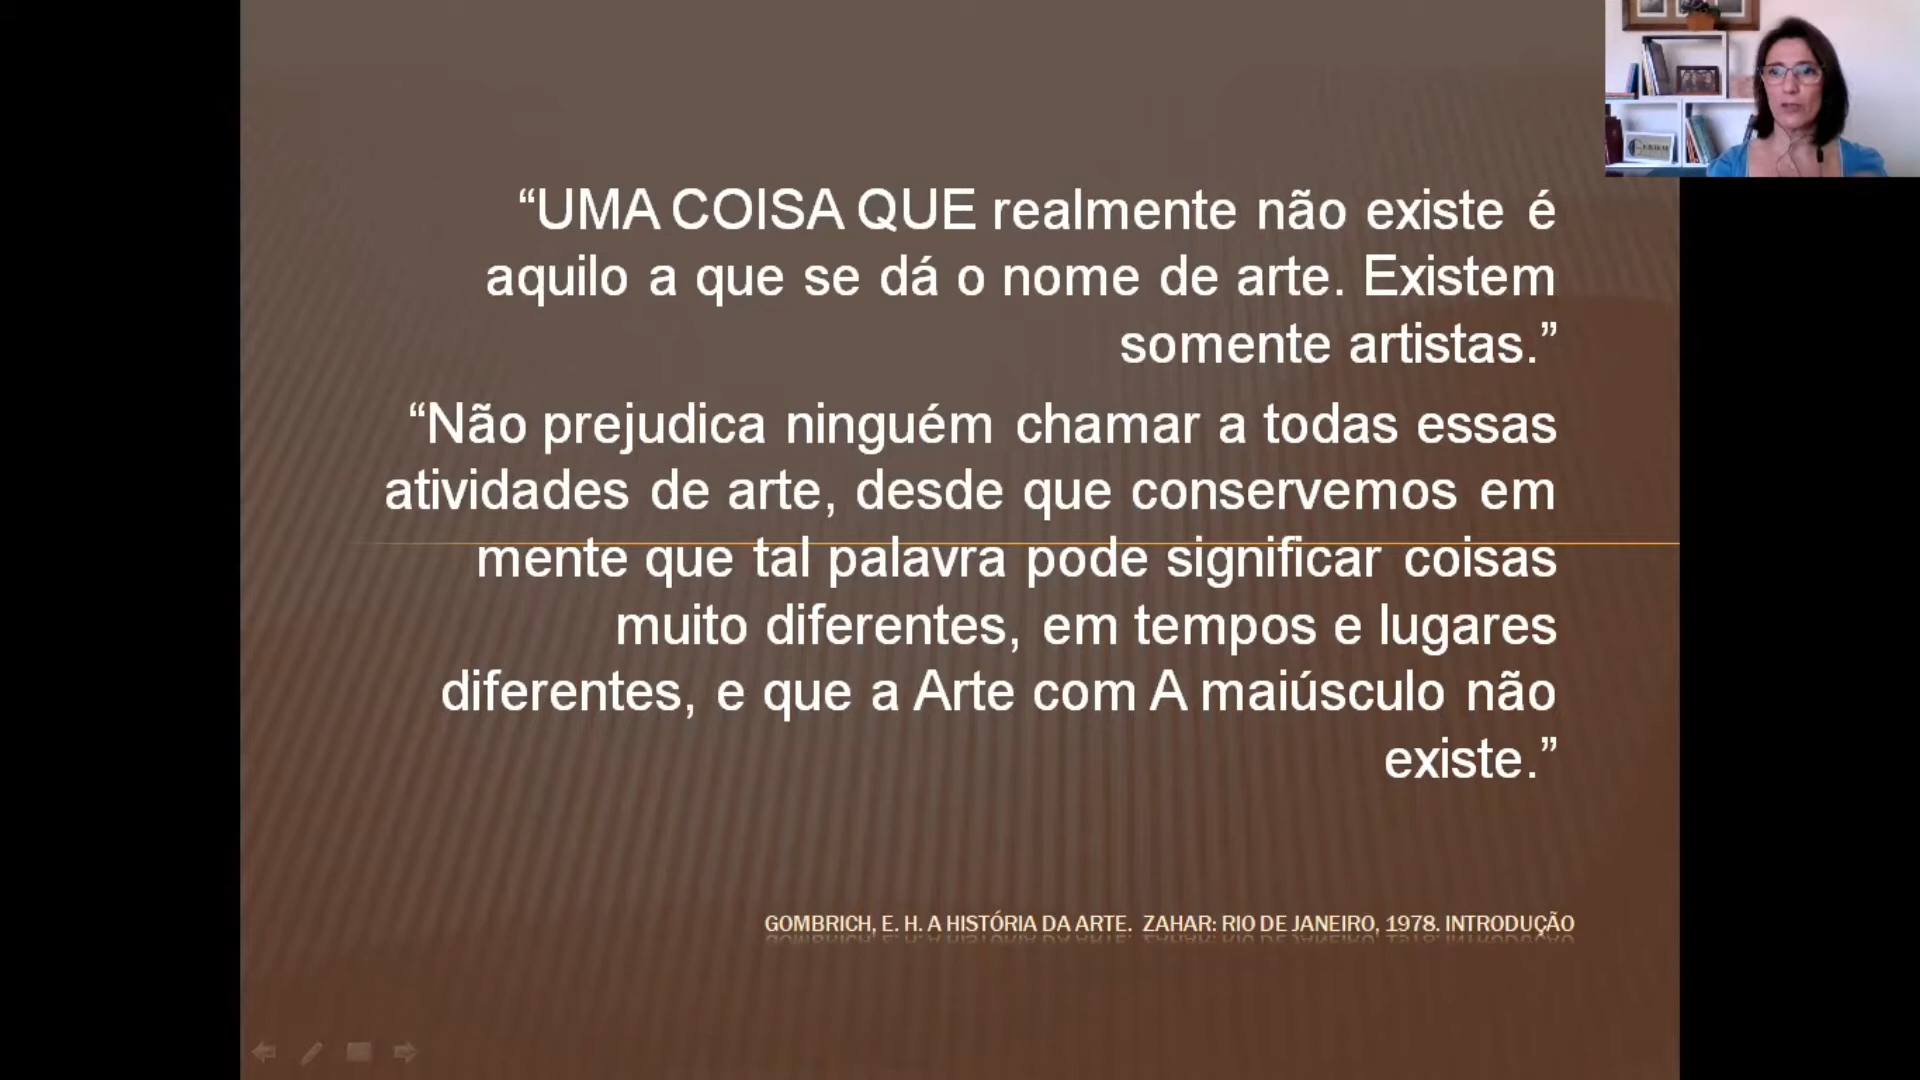 “UMA COISA QUE realmente não existe é
aquilo a que se dá o nome de arte. Existem
somente artistas.”
“Não prejudica ninguém chamar a todas essas
atividades de arte, desde que conservemos em
mente que tal palavra pode significar coisas
muito diferentes, em tempos e lugares
diferentes, e que a Arte com A maiúsculo não
existe.”
GOMBRICH, E. H. A HISTÓRIA DA ARTE. ZAHAR: RIO DE JANEIRO, 1978. INTRODUÇÃO